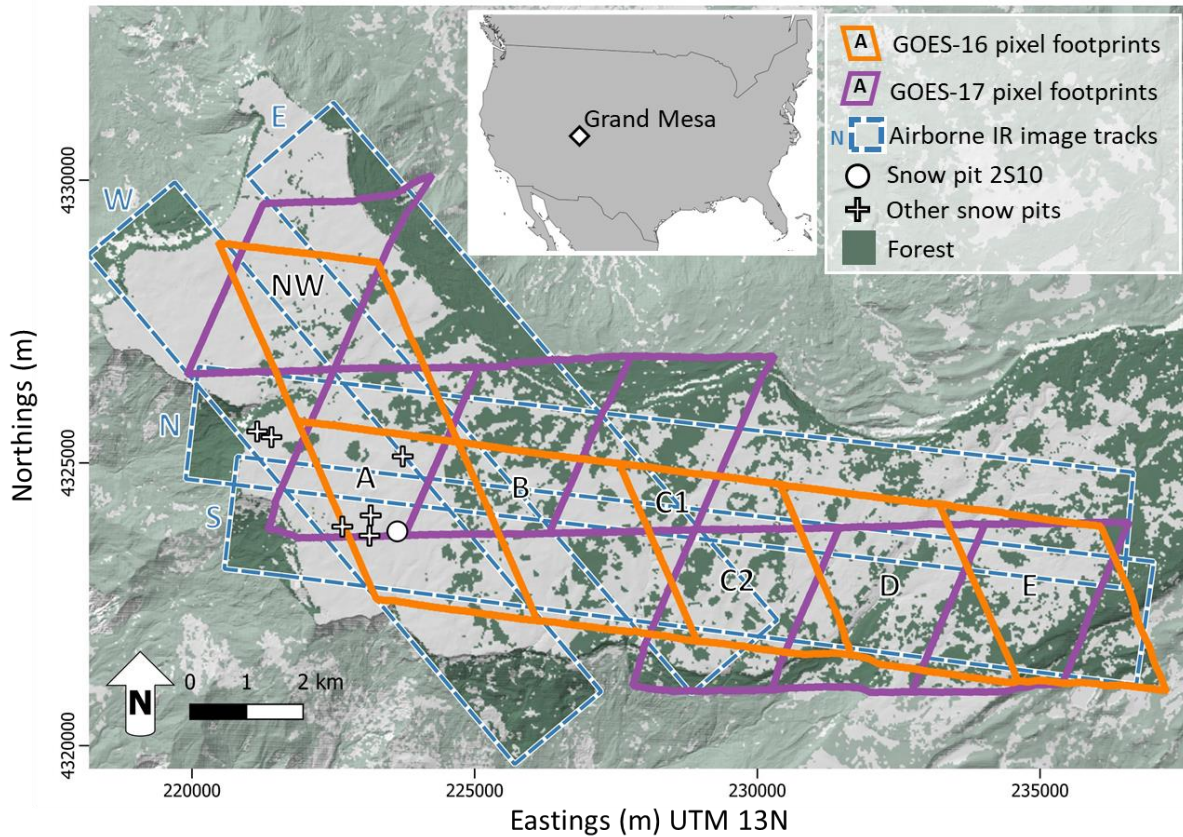 Grand Mesa
A GOES-16 pixel footprints
A GOES-17 pixel footprints
N Airborne IR image tracks
Snow pit 2S10
Other snow pits
Forest
E
W
NW
N
A
B
C1
S
C2
D
E
N
0 1 2 km
4330000
4325000
4320000
Northings (m)
220000 225000 230000 235000
Eastings (m) UTM 13N